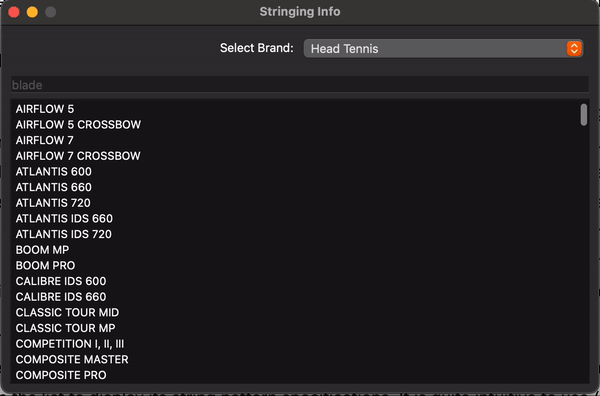 Stringing Info
Select Brand: Head Tennis
blade
AIRFLOW 5
AIRFLOW 5 CROSSBOW
AIRFLOW 7
AIRFLOW 7 CROSSBOW
ATLANTIS 600
ATLANTIS 660
ATLANTIS 720
ATLANTIS IDS 660
ATLANTIS IDS 720
BOOM MP
BOOM PRO
CALIBRE IDS 600
CALIBRE IDS 660
CLASSIC TOUR MID
CLASSIC TOUR MP
COMPETITION I, II, III
COMPOSITE MASTER
COMPOSITE PRO